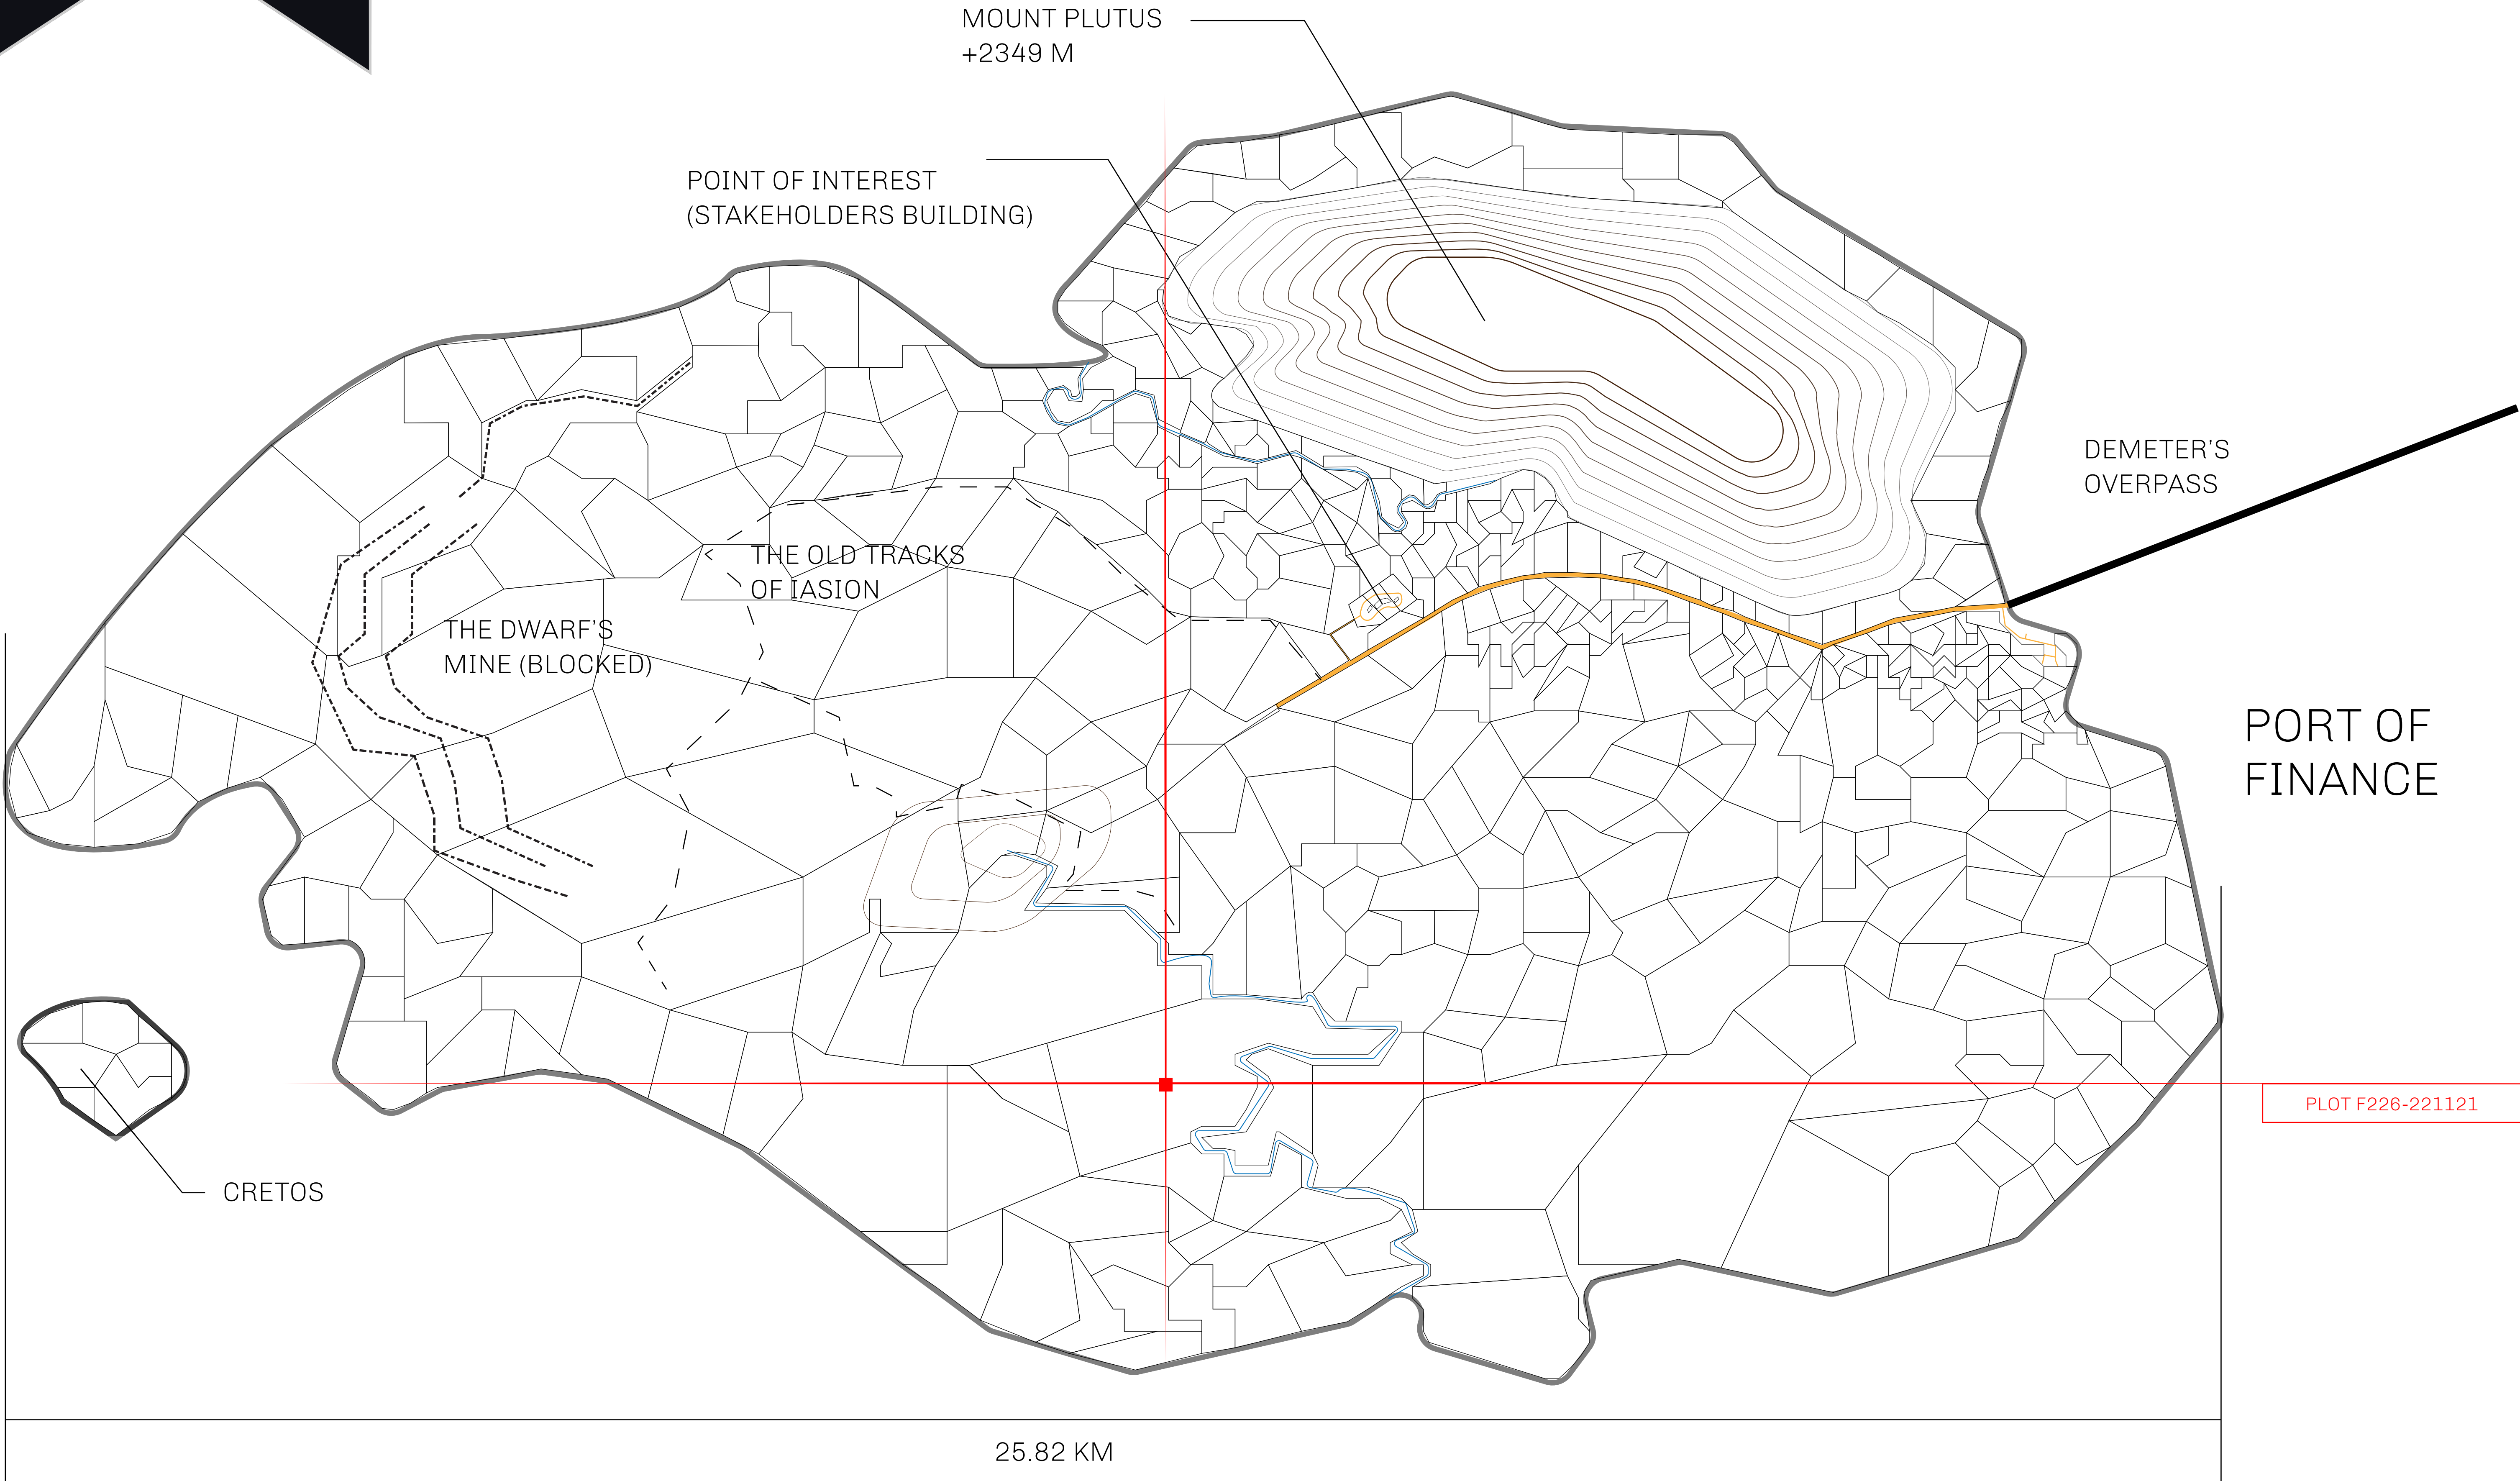 MOUNT PLUTUS
+2349 M
POINT OF INTEREST
(STAKEHOLDERS BUILDING)
DEMETER’S
OVERPASS
THE OLD TRACKS
OF IASION
THE DWARF’S
MINE (BLOCKED)
PORT OF
FINANCE
PLOT F226-221121
CRETOS
25.82 KM